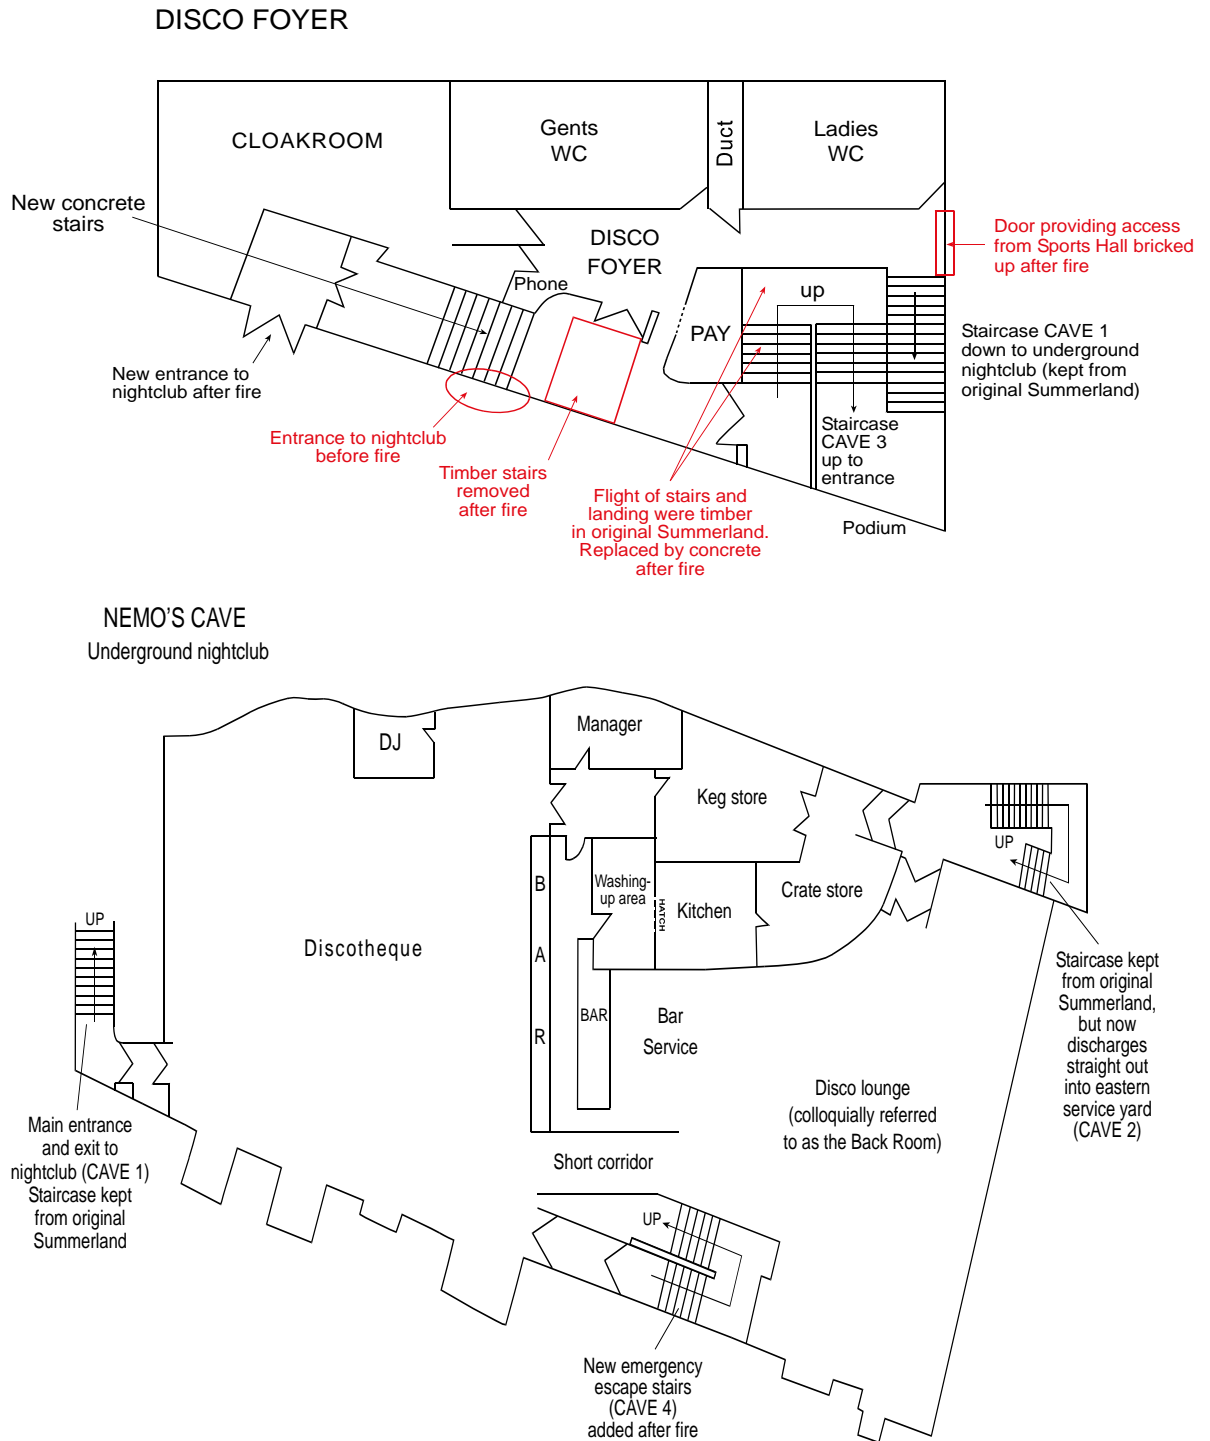 DISCO FOYER
CLOAKROOM
Gents
WC
Duct
Ladies
WC
New concrete
stairs
DISCO
FOYER
Phone
PAY
up
Door providing access
from Sports Hall bricked
up after fire
Staircase CAVE 1
down to underground
nightclub (kept from
original Summerland)
New entrance to
nightclub after fire
Entrance to nightclub
before fire
Timber stairs
removed
after fire
Staircase
CAVE 3
up to
entrance
Flight of stairs and
landing were timber
in original Summerland.
Replaced by concrete
after fire
Podium
NEMO'S CAVE
Underground nightclub
DJ
Manager
Keg store
UP
B
A
R
Washing-
up area
HATCH
Kitchen
Crate store
UP
Discotheque
BAR
Bar
Service
Staircase kept
from original
Summerland,
but now
discharges
straight out
into eastern
service yard
(CAVE 2)
Disco lounge
(colloquially referred
to as the Back Room)
Main entrance
and exit to
nightclub (CAVE 1)
Staircase kept
from original
Summerland
Short corridor
UP
New emergency
escape stairs
(CAVE 4)
added after fire